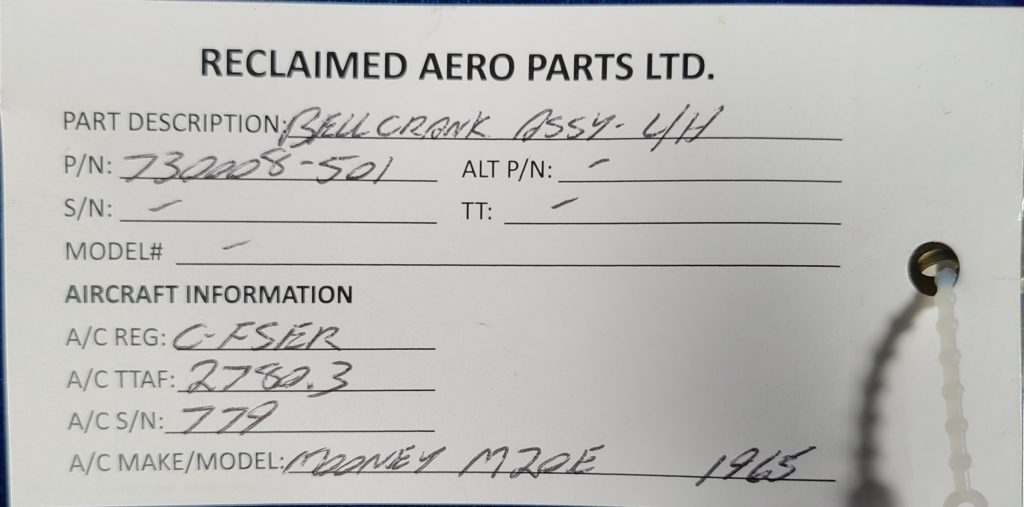 RECLAIMED AERO PARTS LTD.
PART DESCRIPTION: BELLCRANK ASSY- L/H
P/N: 730008-501 ALT P/N: -
S/N: - TT: -
MODEL# -
AIRCRAFT INFORMATION
A/C REG: C-FSER
A/C TTAF: 2780.3
A/C S/N: 779
A/C MAKE/MODEL: MOONEY M20E 1965